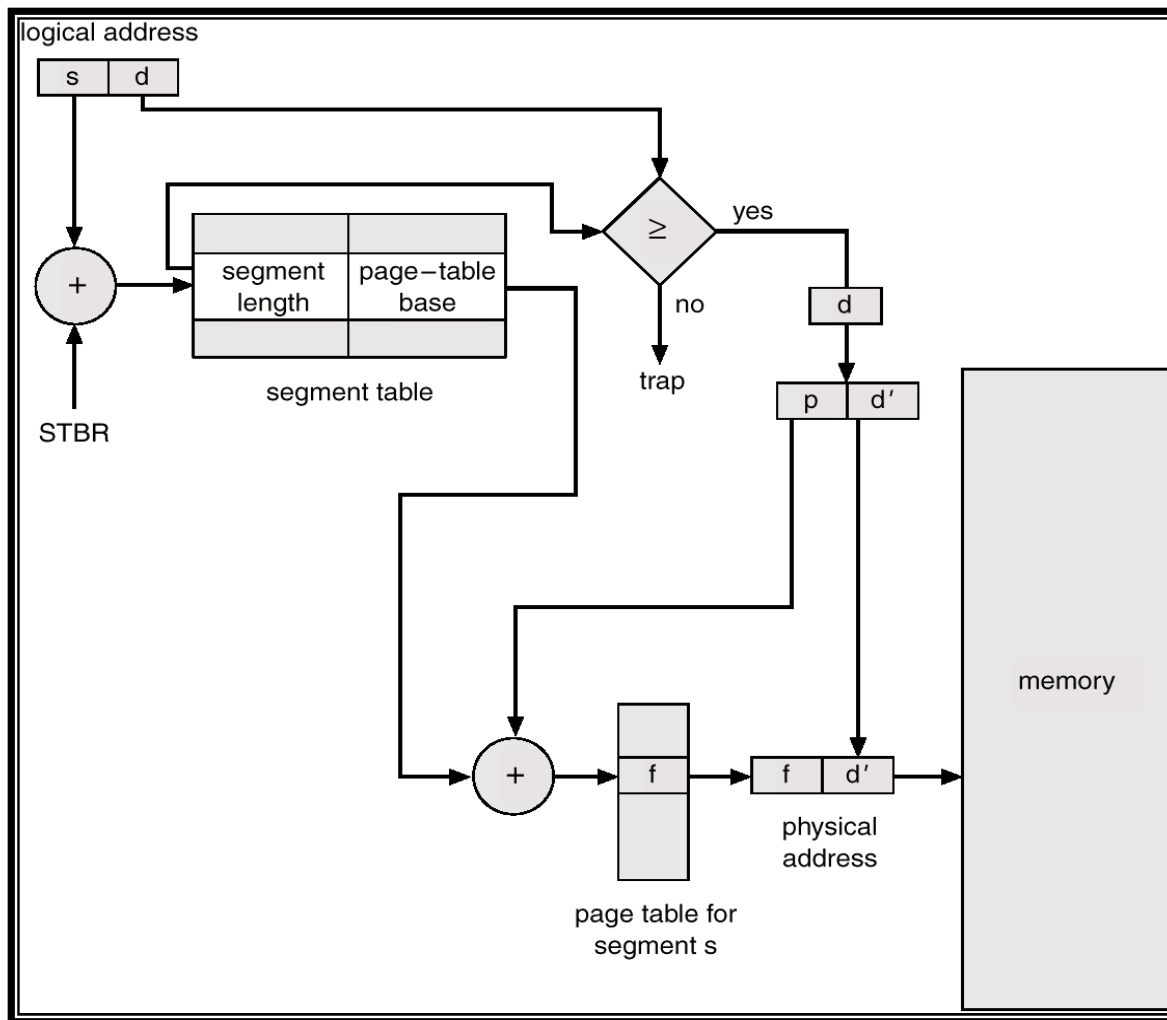 logical address
s d
≥
yes
+
segment length
page-table base
d
no
trap
segment table
p d′
STBR
memory
+
f
f d′
physical address
page table for segment s